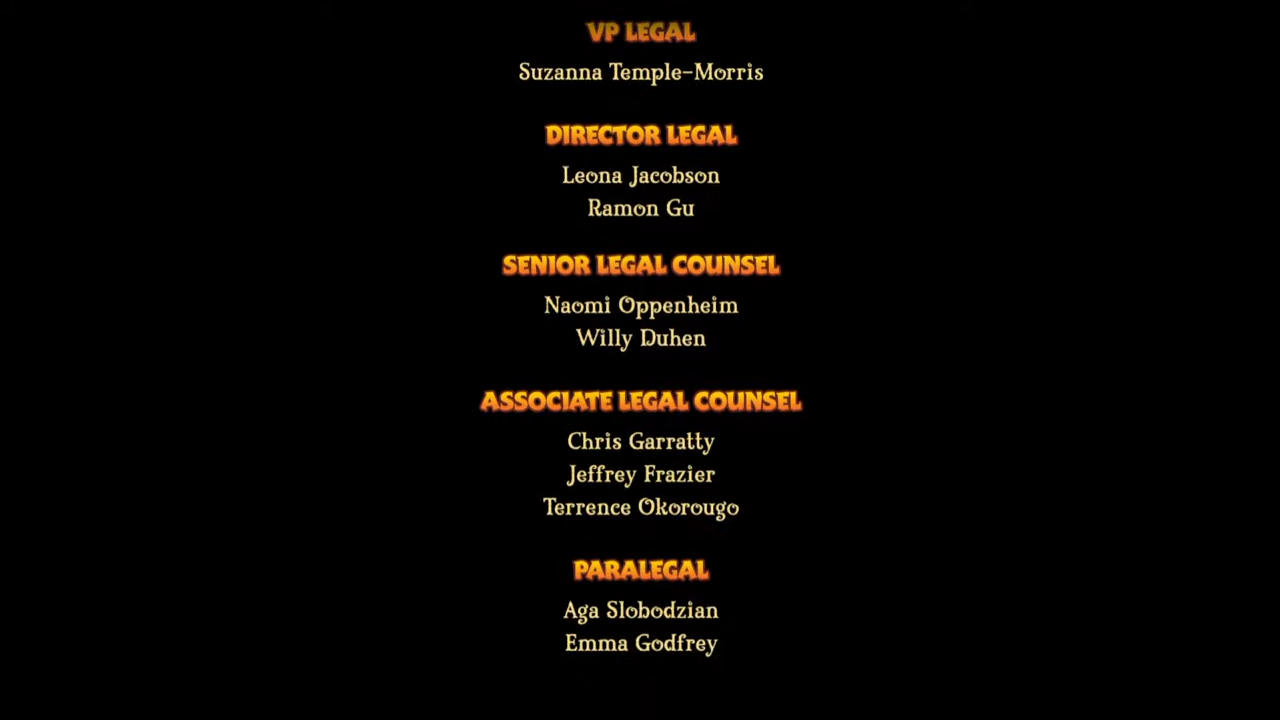 VP LEGAL
Suzanna Temple-Morris
DIRECTOR LEGAL
Leona Jacobson
Ramon Gu
SENIOR LEGAL COUNSEL
Naomi Oppenheim
Willy Duhen
ASSOCIATE LEGAL COUNSEL
Chris Garratty
Jeffrey Frazier
Terrence Okorougo
PARALEGAL
Aga Slobodzian
Emma Godfrey